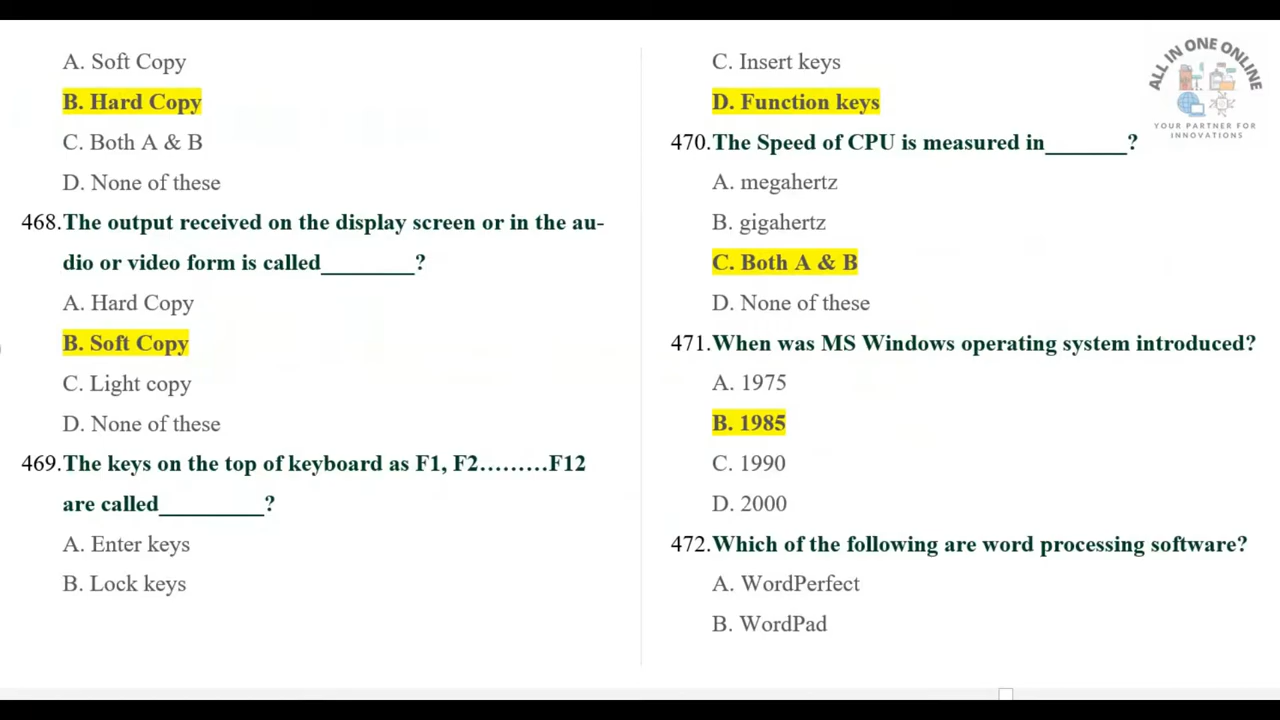 A. Soft Copy
B. Hard Copy
C. Both A & B
D. None of these
468.The output received on the display screen or in the au-
dio or video form is called________?
A. Hard Copy
B. Soft Copy
C. Light copy
D. None of these
469.The keys on the top of keyboard as F1, F2………F12
are called_________?
A. Enter keys
B. Lock keys
C. Insert keys
D. Function keys
470.The Speed of CPU is measured in_______?
A. megahertz
B. gigahertz
C. Both A & B
D. None of these
471.When was MS Windows operating system introduced?
A. 1975
B. 1985
C. 1990
D. 2000
472.Which of the following are word processing software?
A. WordPerfect
B. WordPad
ALL IN ONE ONLINE
YOUR PARTNER FOR
INNOVATIONS